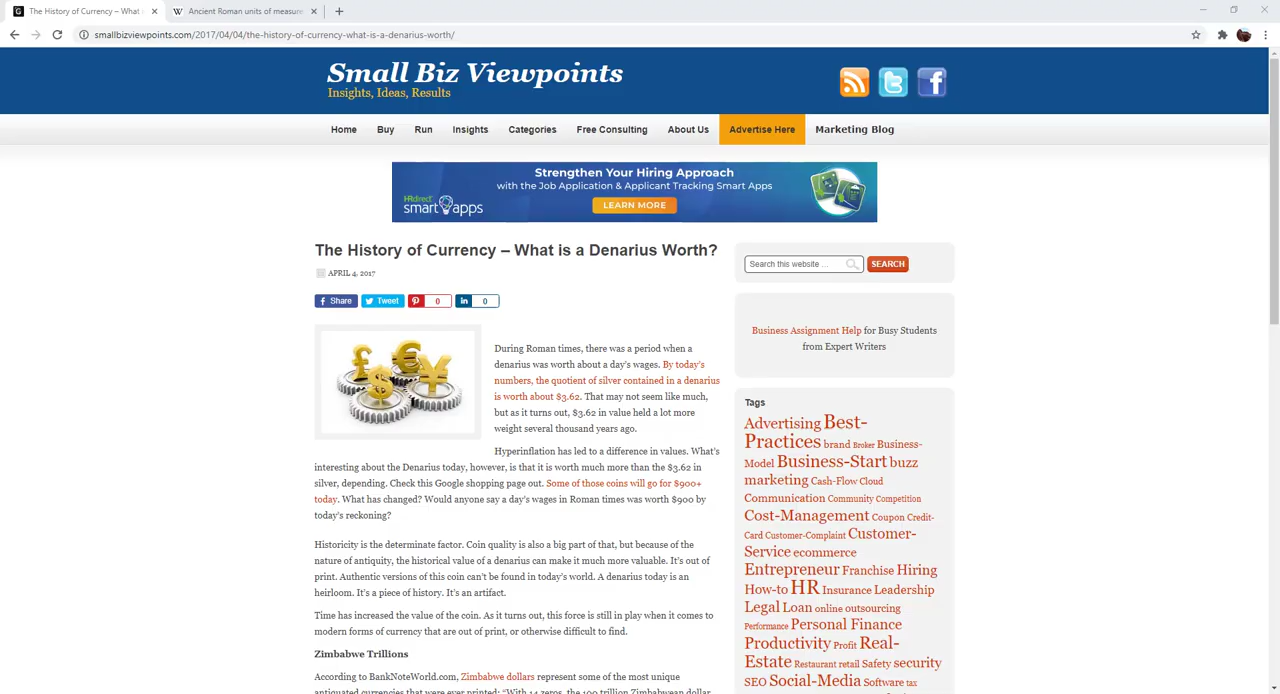 The History of Currency – What
Ancient Roman units of measure
smallbizviewpoints.com/2017/04/04/the-history-of-currency-what-is-a-denarius-worth/
Small Biz Viewpoints
Insights, Ideas, Results
Home Buy Run Insights Categories Free Consulting About Us Advertise Here Marketing Blog
Strengthen Your Hiring Approach
with the Job Application & Applicant Tracking Smart Apps
HRdirect
smart apps
LEARN MORE
The History of Currency – What is a Denarius Worth?
APRIL 4, 2017
Share Tweet 0 in 0
During Roman times, there was a period when a
denarius was worth about a day's wages. By today's
numbers, the quotient of silver contained in a denarius
is worth about $3.62. That may not seem like much,
but as it turns out, $3.62 in value held a lot more
weight several thousand years ago.
Hyperinflation has led to a difference in values. What's
interesting about the Denarius today, however, is that it is worth much more than the $3.62 in
silver, depending. Check this Google shopping page out. Some of those coins will go for $900+
today. What has changed? Would anyone say a day's wages in Roman times was worth $900 by
today's reckoning?
Historicity is the determinate factor. Coin quality is also a big part of that, but because of the
nature of antiquity, the historical value of a denarius can make it much more valuable. It's out of
print. Authentic versions of this coin can't be found in today's world. A denarius today is an
heirloom. It's a piece of history. It's an artifact.
Time has increased the value of the coin. As it turns out, this force is still in play when it comes to
modern forms of currency that are out of print, or otherwise difficult to find.
Zimbabwe Trillions
According to BankNoteWorld.com, Zimbabwe dollars represent some of the most unique
antiquated currencies that were ever printed: "With 14 zeros, the 100 trillion Zimbabwean dollar
Search this website ... SEARCH
Business Assignment Help for Busy Students
from Expert Writers
Tags
Advertising Best-
Practices brand Broker Business-
Model Business-Start buzz
marketing Cash-Flow Cloud
Communication Community Competition
Cost-Management Coupon Credit-
Card Customer-Complaint Customer-
Service ecommerce
Entrepreneur Franchise Hiring
How-to HR Insurance Leadership
Legal Loan online outsourcing
Performance Personal Finance
Productivity Profit Real-
Estate Restaurant retail Safety security
SEO Social-Media Software tax